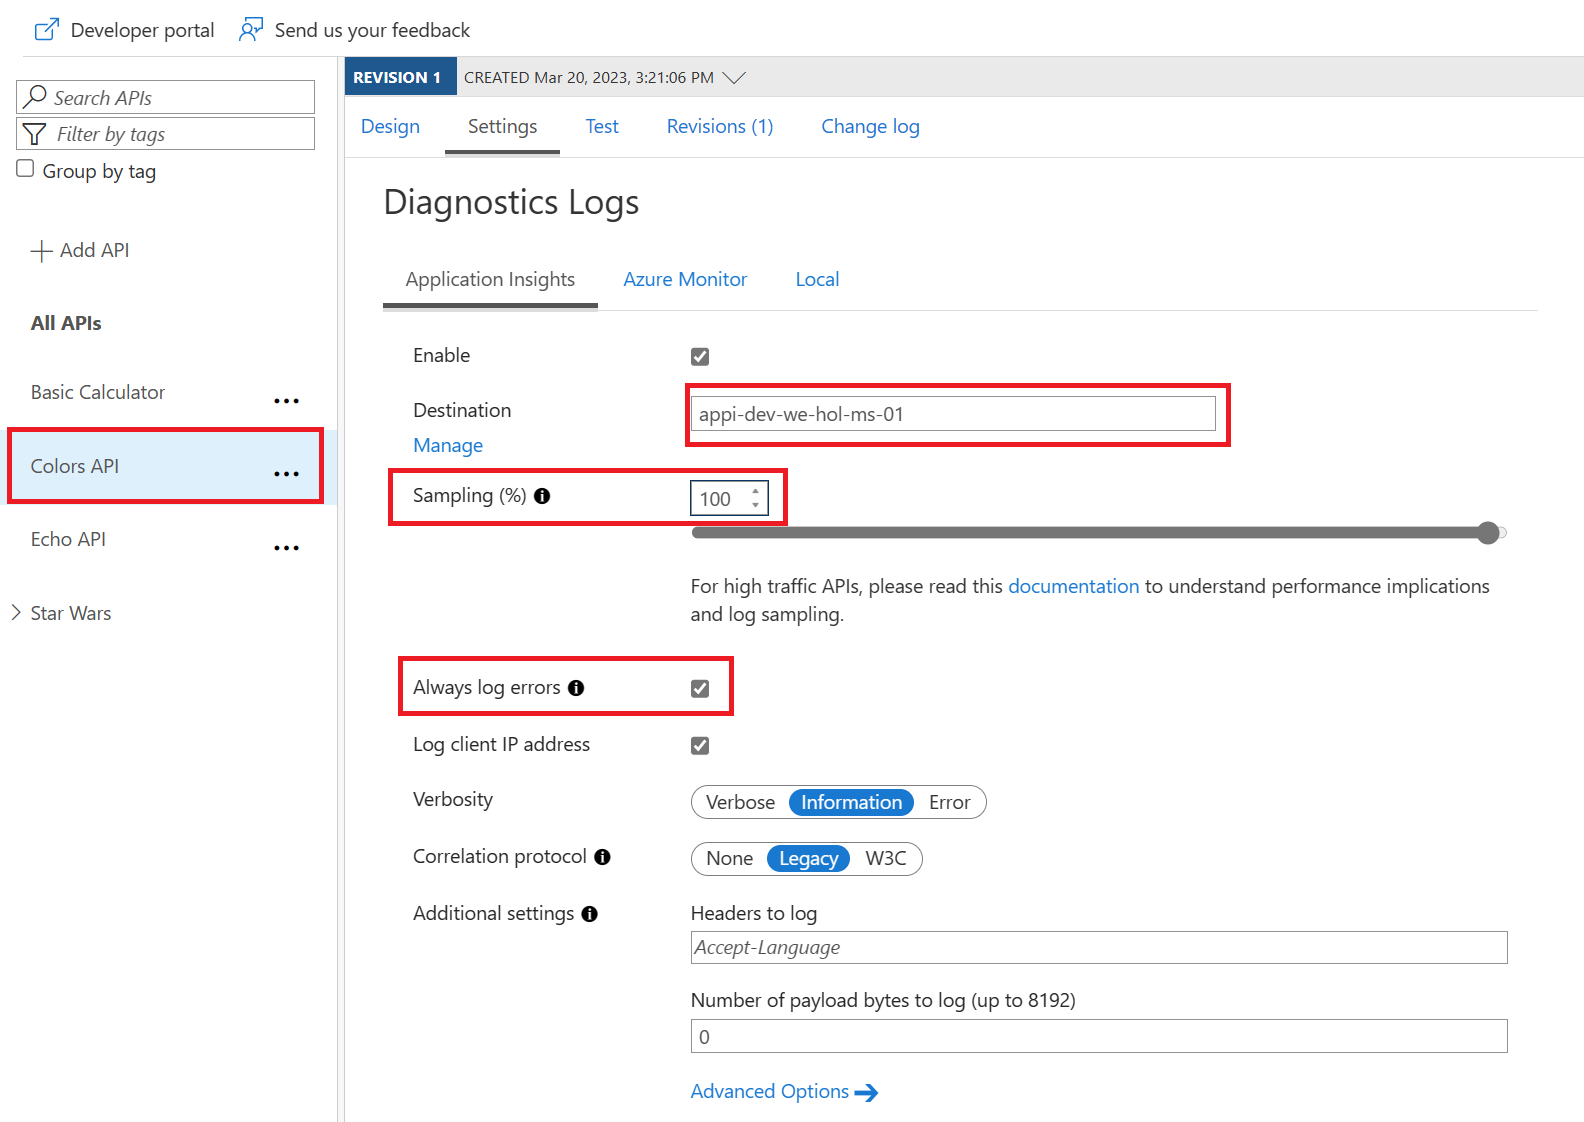 Developer portal
Send us your feedback
Search APIs
Filter by tags
Group by tag
Add API
All APIs
Basic Calculator
Colors API
Echo API
Star Wars
REVISION 1
CREATED Mar 20, 2023, 3:21:06 PM
Design
Settings
Test
Revisions (1)
Change log
Diagnostics Logs
Application Insights
Azure Monitor
Local
Enable
Destination
appi-dev-we-hol-ms-01
Manage
Sampling (%)
100
For high traffic APIs, please read this documentation to understand performance implications
and log sampling.
Always log errors
Log client IP address
Verbosity
Verbose
Information
Error
Correlation protocol
None
Legacy
W3C
Additional settings
Headers to log
Accept-Language
Number of payload bytes to log (up to 8192)
0
Advanced Options